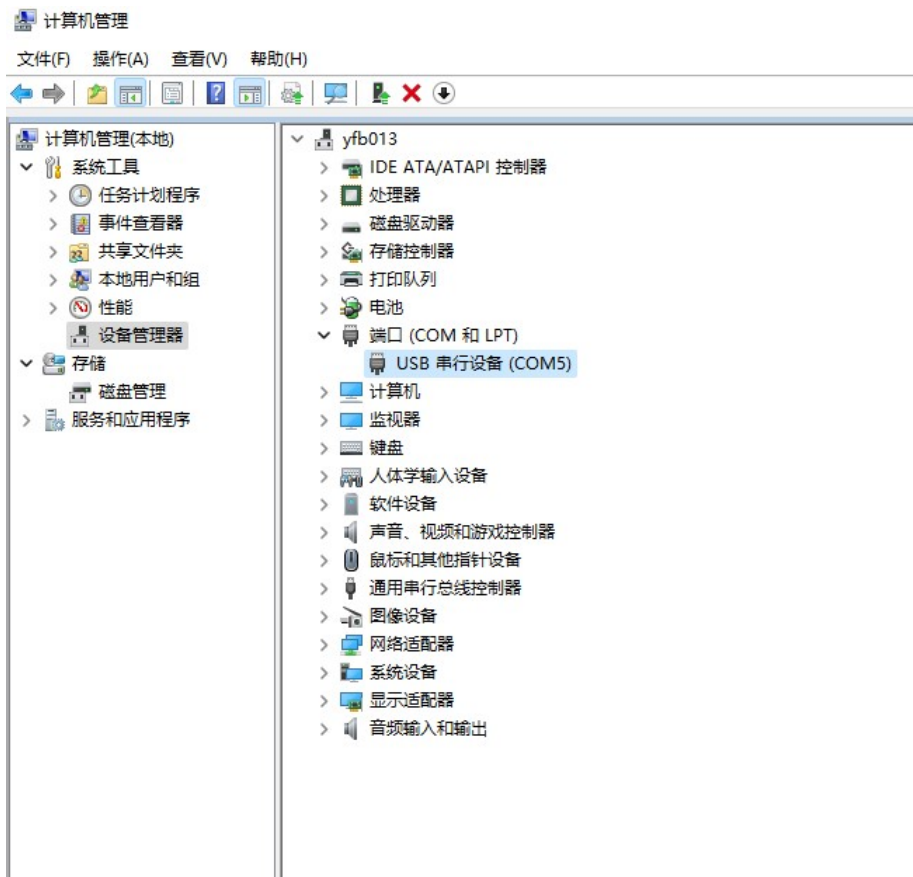 计算机管理
文件(F) 操作(A) 查看(V) 帮助(H)
计算机管理(本地)
系统工具
任务计划程序
事件查看器
共享文件夹
本地用户和组
性能
设备管理器
存储
磁盘管理
服务和应用程序
yfb013
IDE ATA/ATAPI 控制器
处理器
磁盘驱动器
存储控制器
打印队列
电池
端口 (COM 和 LPT)
USB 串行设备 (COM5)
计算机
监视器
键盘
人体学输入设备
软件设备
声音、视频和游戏控制器
鼠标和其他指针设备
通用串行总线控制器
图像设备
网络适配器
系统设备
显示适配器
音频输入和输出